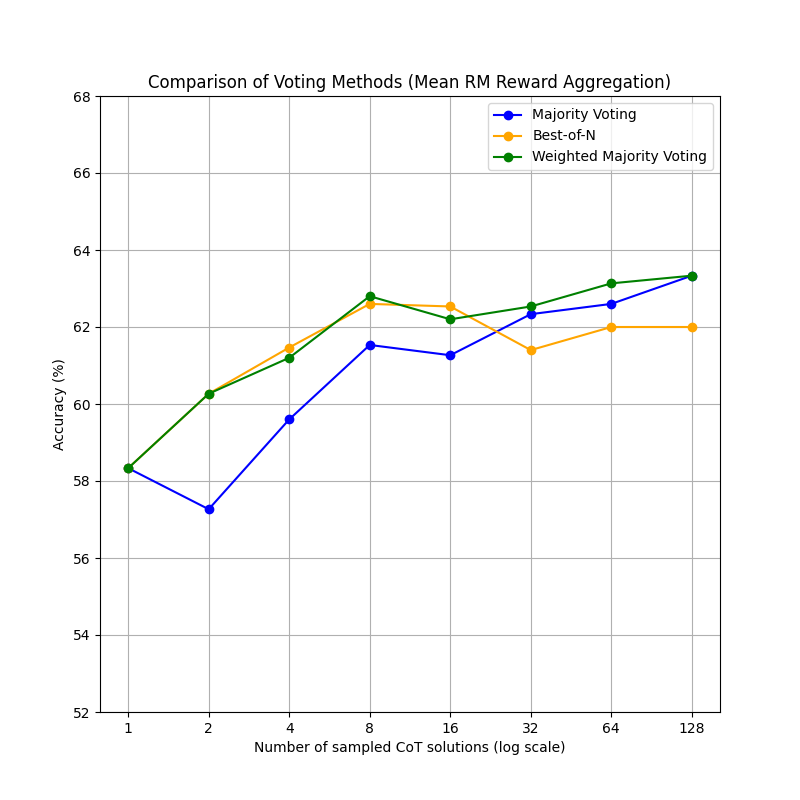 Comparison of Voting Methods (Mean RM Reward Aggregation)
Majority Voting
Best-of-N
Weighted Majority Voting
68
66
64
62
60
58
56
54
52
Accuracy (%)
1 2 4 8 16 32 64 128
Number of sampled CoT solutions (log scale)